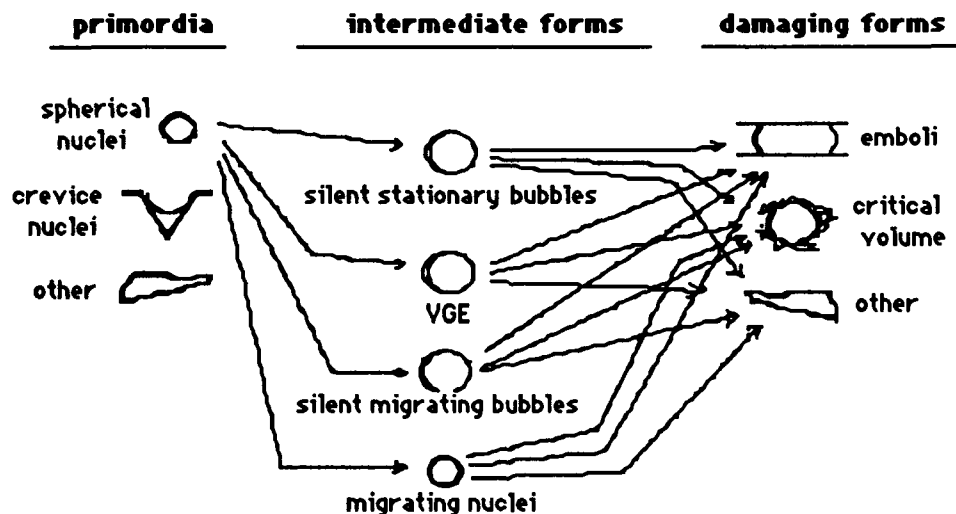 primordia
intermediate forms
damaging forms
spherical
nuclei
crevice
nuclei
other
silent stationary bubbles
VGE
silent migrating bubbles
migrating nuclei
emboli
critical
volume
other